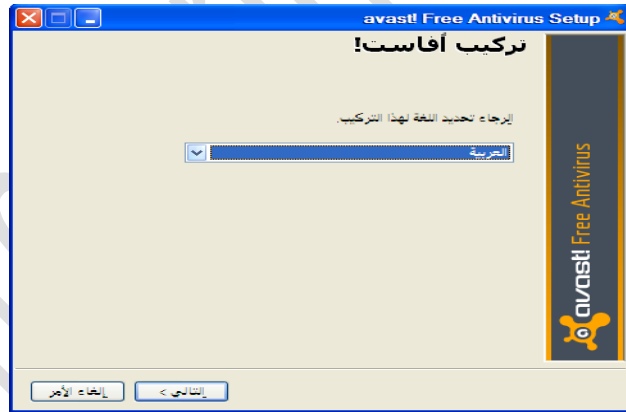 avast! Free Antivirus Setup
تركيب أفاست!
الرجاء تحديد اللغة لهذا التركيب.
العربية
avast! Free Antivirus
التالي >
إلغاء الأمر